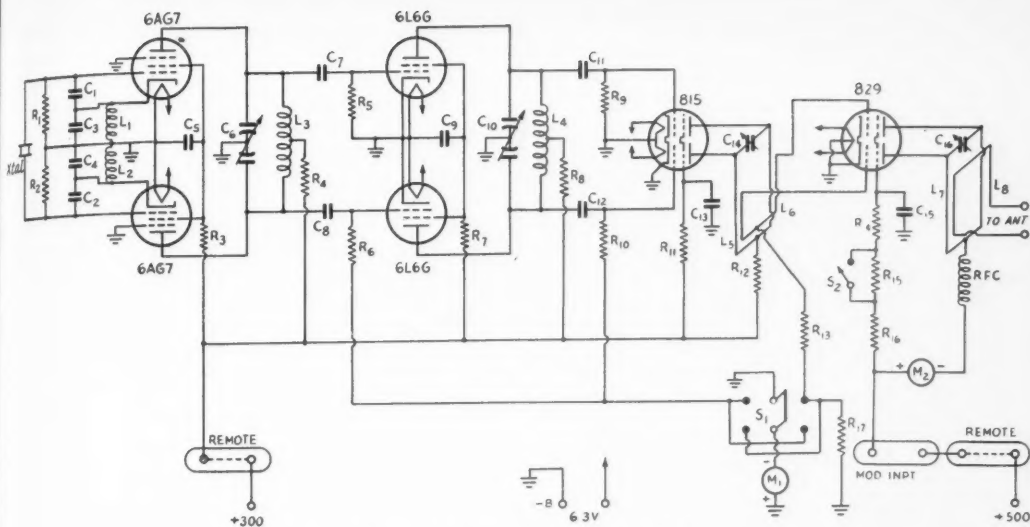 6AG7
6L6G
815
829
xtal
R1
R2
C1
C3
C4
C2
L1
L2
C5
R3
6AG7
C6
L3
R4
C7
C8
R5
R6
C9
R7
6L6G
C10
L4
R8
C11
C12
R9
R10
R11
C13
C14
L5
L6
R12
R13
S1
M1
- +
R17
C15
R4
S2
R15
R16
C16
L7
L8
TO ANT
RFC
+ M2 -
REMOTE
+300
-B 6 3V
MOD INPT
REMOTE
+500